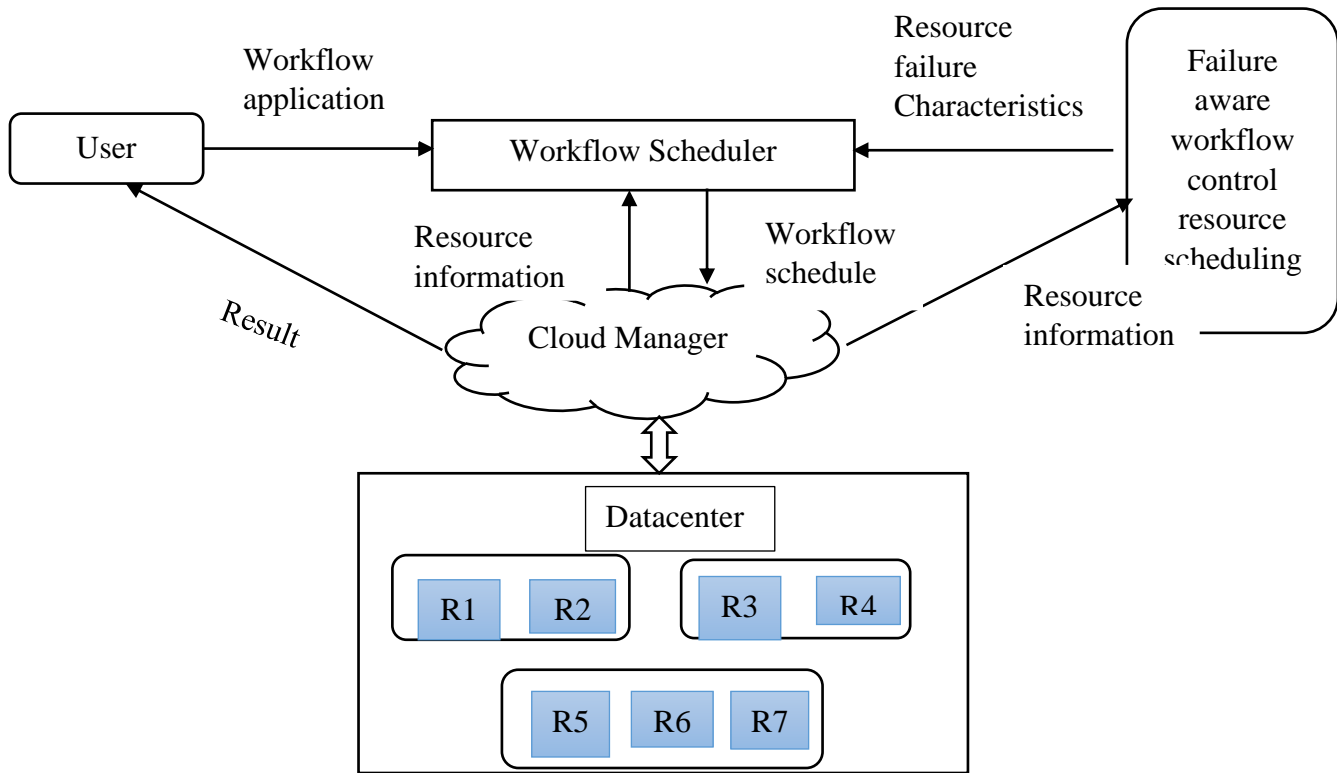 Workflow
application
Resource
failure
Characteristics
Failure
aware
workflow
control
resource
scheduling
User
Workflow Scheduler
Resource
information
Workflow
schedule
Resource
information
Result
Cloud Manager
Datacenter
R1
R2
R3
R4
R5
R6
R7